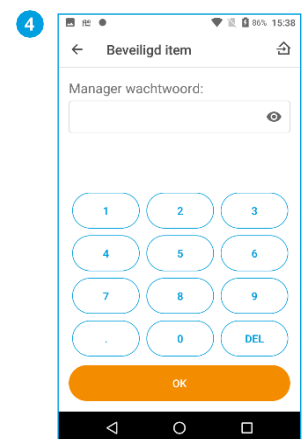 4
86% 15:38
Beveiligd item
Manager wachtwoord:
1 2 3
4 5 6
7 8 9
. 0 DEL
OK